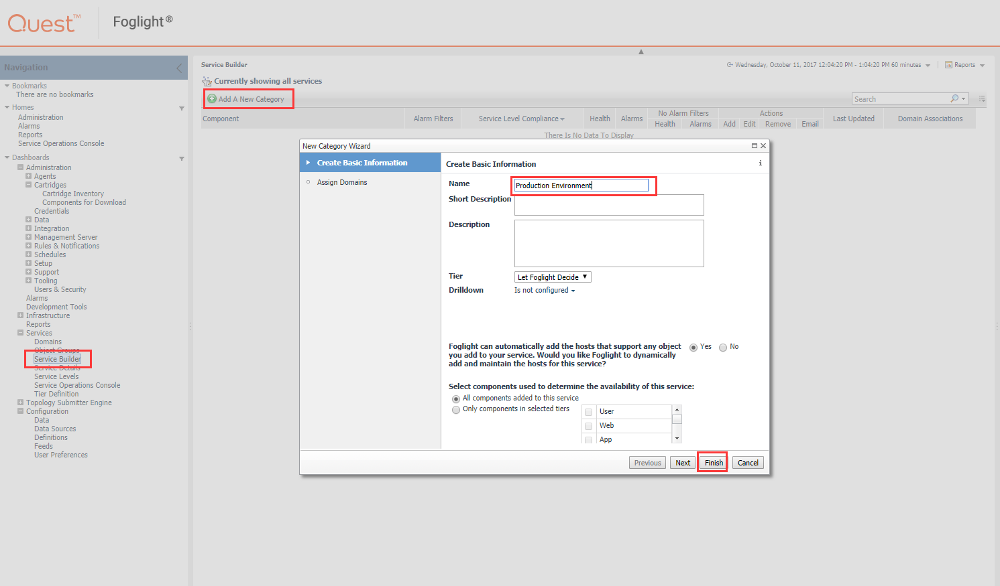 Quest™
Foglight®
Navigation
Bookmarks
There are no bookmarks
Homes
Administration
Alarms
Reports
Service Operations Console
Dashboards
Administration
Agents
Cartridges
Cartridge Inventory
Components for Download
Credentials
Data
Integration
Management Server
Rules & Notifications
Schedules
Setup
Support
Tooling
Users & Security
Alarms
Development Tools
Infrastructure
Reports
Services
Domains
Object Groups
Service Builder
Service Details
Service Levels
Service Operations Console
Tier Definition
Topology Submitter Engine
Configuration
Data
Data Sources
Definitions
Feeds
User Preferences
Service Builder
Wednesday, October 11, 2017 12:04:20 PM - 1:04:20 PM 60 minutes
Reports
Currently showing all services
Add A New Category
Search
Component
Alarm Filters
Service Level Compliance
Health
Alarms
No Alarm Filters
Health
Alarms
Actions
Add
Edit
Remove
Email
Last Updated
Domain Associations
There Is No Data To Display
New Category Wizard
Create Basic Information
Assign Domains
Create Basic Information
i
Name
Production Environment
Short Description
Description
Tier
Let Foglight Decide
Drilldown
Is not configured
Foglight can automatically add the hosts that support any object
you add to your service. Would you like Foglight to dynamically
add and maintain the hosts for this service?
Yes
No
Select components used to determine the availability of this service:
All components added to this service
Only components in selected tiers
User
Web
App
Previous
Next
Finish
Cancel